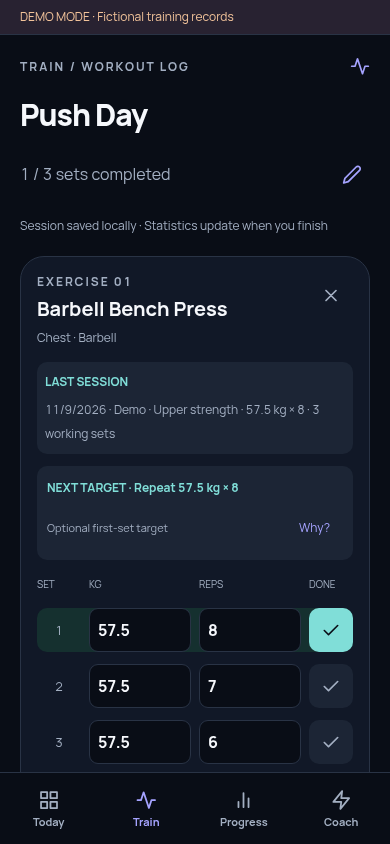 DEMO MODE · Fictional training records
TRAIN / WORKOUT LOG
Push Day
1 / 3 sets completed
Session saved locally · Statistics update when you finish
EXERCISE 01
Barbell Bench Press
Chest · Barbell
LAST SESSION
11/9/2026 · Demo · Upper strength · 57.5 kg × 8 · 3
working sets
NEXT TARGET · Repeat 57.5 kg × 8
Optional first-set target Why?
SET KG REPS DONE
1 57.5 8
2 57.5 7
3 57.5 6
Today Train Progress Coach